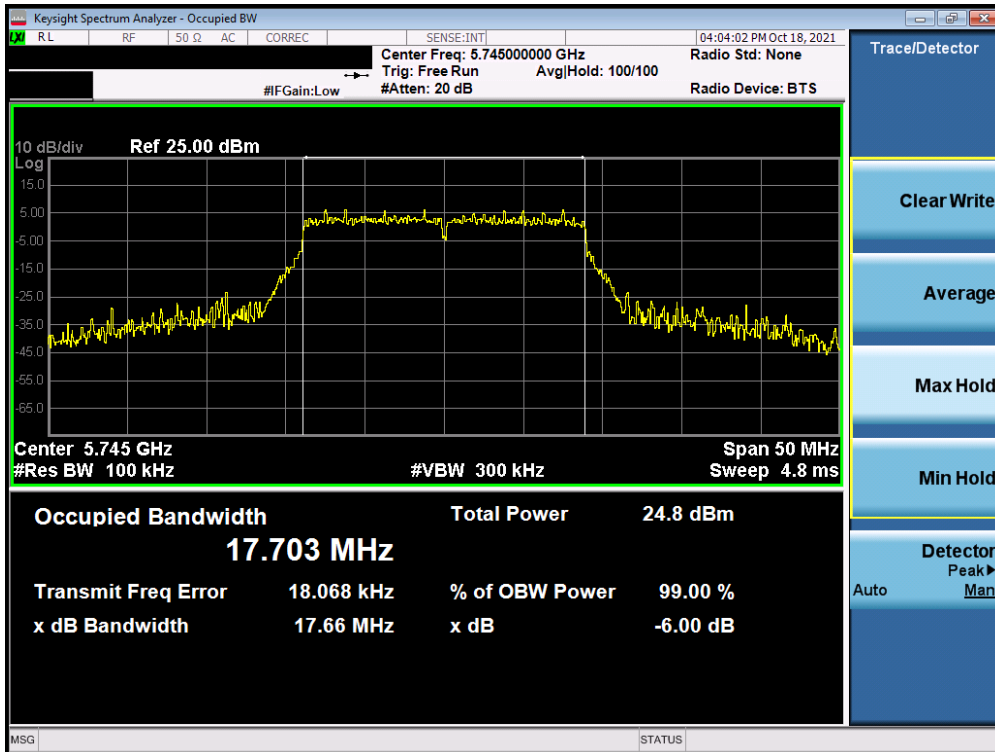 Keysight Spectrum Analyzer - Occupied BW
LXI RL RF 50 Ω AC CORREC SENSE:INT 04:04:02 PM Oct 18, 2021
Center Freq: 5.745000000 GHz Radio Std: None
Trig: Free Run Avg|Hold: 100/100
#IFGain:Low #Atten: 20 dB Radio Device: BTS
10 dB/div Ref 25.00 dBm
Log
15.0
5.00
-5.00
-15.0
-25.0
-35.0
-45.0
-55.0
-65.0
Center 5.745 GHz Span 50 MHz
#Res BW 100 kHz #VBW 300 kHz Sweep 4.8 ms
Occupied Bandwidth Total Power 24.8 dBm
17.703 MHz
Transmit Freq Error 18.068 kHz % of OBW Power 99.00 %
x dB Bandwidth 17.66 MHz x dB -6.00 dB
MSG STATUS
Trace/Detector
Clear Write
Average
Max Hold
Min Hold
Detector
Peak▶
Auto Man